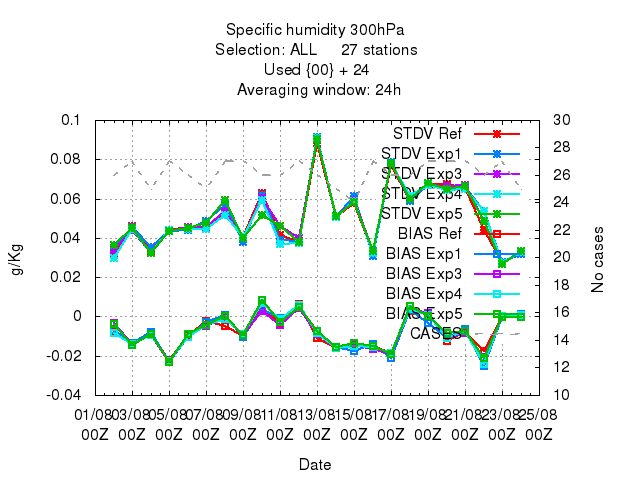 Specific humidity 300hPa
Selection: ALL 27 stations
Used {00} + 24
Averaging window: 24h
0.1
0.08
0.06
0.04
0.02
0
-0.02
-0.04
g/Kg
30
28
26
24
22
20
18
16
14
12
10
No cases
STDV Ref
STDV Exp1
STDV Exp3
STDV Exp4
STDV Exp5
BIAS Ref
BIAS Exp1
BIAS Exp3
BIAS Exp4
BIAS Exp5
CASES
01/08 03/08 05/08 07/08 09/08 11/08 13/08 15/08 17/08 19/08 21/08 23/08 25/08
00Z 00Z 00Z 00Z 00Z 00Z 00Z 00Z 00Z 00Z 00Z 00Z 00Z
Date